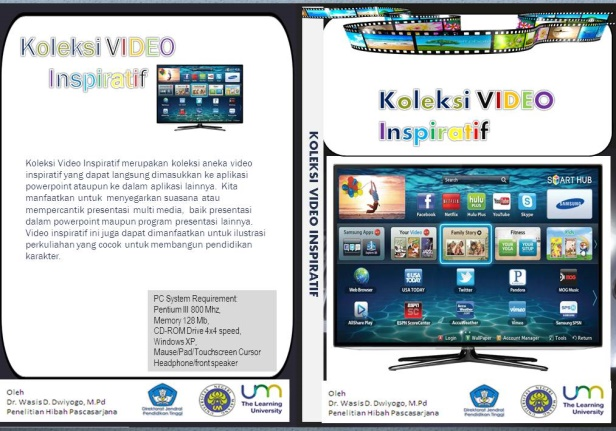 Koleksi VIDEO
Inspiratif
Koleksi Video Inspiratif merupakan koleksi aneka video
inspiratif yang dapat langsung dimasukkan ke aplikasi
powerpoint ataupun ke dalam aplikasi lainnya. Kita
manfaatkan untuk menyegarkan suasana atau
mempercantik presentasi multi media, baik presentasi
dalam powerpoint maupun program presentasi lainnya.
Video inspiratif ini juga dapat dimanfaatkan untuk ilustrasi
perkuliahan yang cocok untuk membangun pendidikan
karakter.
PC System Requirement
Pentium III 800 Mhz,
Memory 128 Mb,
CD-ROM Drive 4x4 speed,
Windows XP,
Mause/Pad/Touchscreen Cursor
Headphone/front speaker
Oleh
Dr. Wasis D. Dwiyogo, M.Pd
Penelitian Hibah Pascasarjana
Direktorat Jendral
Pendidikan Tinggi
um
The Learning
University
KOLEKSI VIDEO INSPIRATIF
Koleksi VIDEO
Inspiratif
Search
SMART HUB
Facebook
Netflix
Hulu Plus
YouTube
Skype
SAMSUNG
Samsung Apps
Your Video
Family Story
Fitness
Kids
Web Browser
USA TODAY
Twitter
Pandora
MOG Music
AllShare Play
ESPN ScoreCenter
AccuWeather
vimeo
Samsung SPIN
Login
Wallpaper
Account Manager
Tools
Return
Oleh
Dr. Wasis D. Dwiyogo, M.Pd
Penelitian Hibah Pascasarjana
Direktorat Jendral
Pendidikan Tinggi
um
The Learning
University